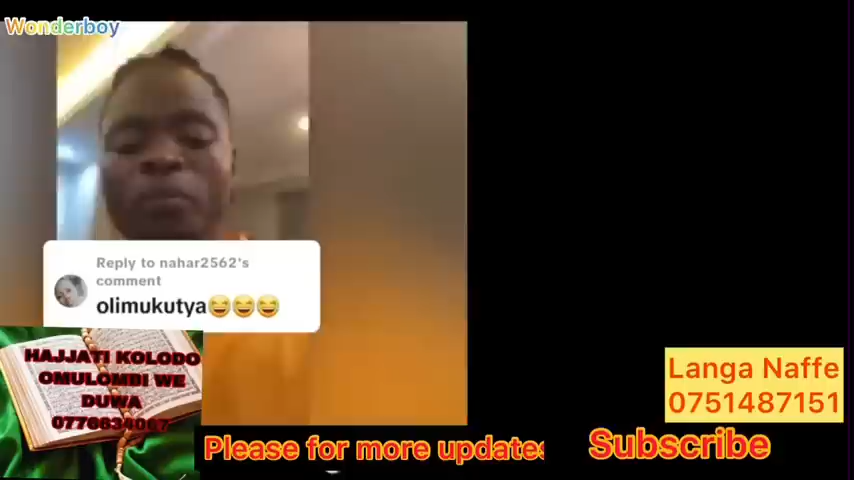 Wonderboy
Reply to nahar2562's
comment
olimukutya😆😆😆
HAJJATI KOLODO
OMULOMBI WE
DUWA
0776634067
Langa Naffe
0751487151
Please for more updates
Subscribe